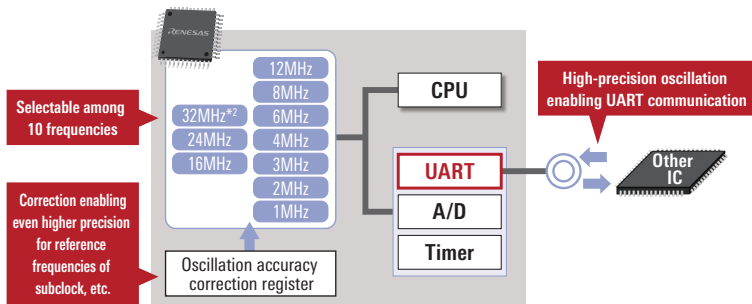 RENESAS
Selectable among
10 frequencies
32MHz*2
24MHz
16MHz
12MHz
8MHz
6MHz
4MHz
3MHz
2MHz
1MHz
CPU
UART
A/D
Timer
High-precision oscillation
enabling UART communication
Other
IC
Correction enabling
even higher precision
for reference
frequencies of
subclock, etc.
Oscillation accuracy
correction register